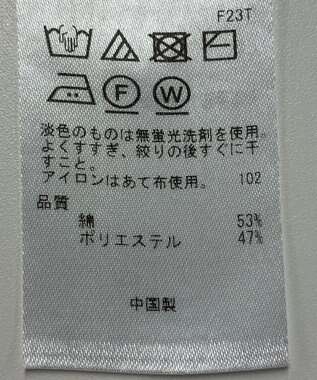 F23T
F W
淡色のものは無蛍光洗剤を使用。
よくすすぎ、絞りの後すぐに干
すこと。
アイロンはあて布使用。 102
品質
綿 53%
ポリエステル 47%
中国製